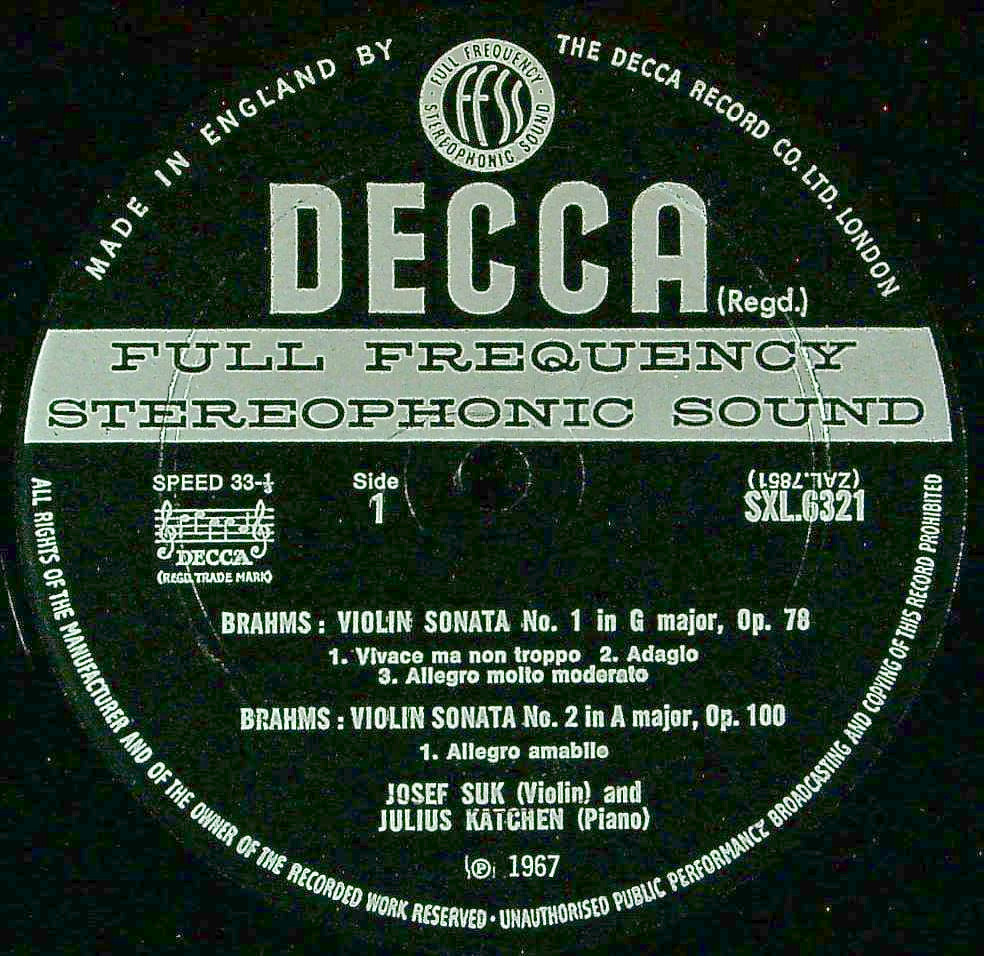 MADE IN ENGLAND BY
THE DECCA RECORD CO. LTD. LONDON
FULL FREQUENCY
ffss
STEREOPHONIC SOUND
DECCA
(Regd.)
FULL FREQUENCY
STEREOPHONIC SOUND
SPEED 33-⅓
Side
1
(ZAL.7851)
SXL.6321
DECCA
(REGD. TRADE MARK)
BRAHMS : VIOLIN SONATA No. 1 in G major, Op. 78
1. Vivace ma non troppo 2. Adagio
3. Allegro molto moderato
BRAHMS : VIOLIN SONATA No. 2 in A major, Op. 100
1. Allegro amabile
JOSEF SUK (Violin) and
JULIUS KATCHEN (Piano)
℗ 1967
ALL RIGHTS OF THE MANUFACTURER AND OF THE OWNER OF THE RECORDED WORK RESERVED · UNAUTHORISED PUBLIC PERFORMANCE BROADCASTING AND COPYING OF THIS RECORD PROHIBITED